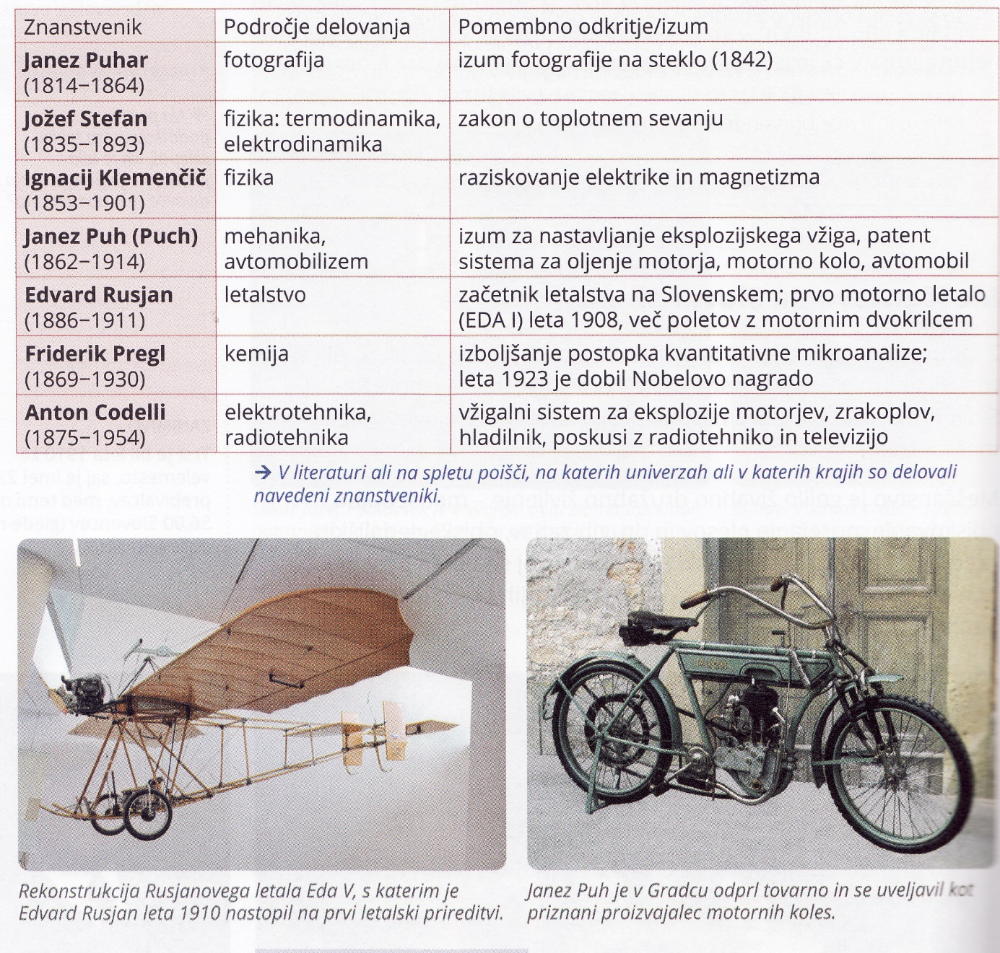 Znanstvenik Področje delovanja Pomembno odkritje/izum
Janez Puhar fotografija izum fotografije na steklo (1842)
(1814–1864)
Jožef Stefan fizika: termodinamika, zakon o toplotnem sevanju
(1835–1893) elektrodinamika
Ignacij Klemenčič fizika raziskovanje elektrike in magnetizma
(1853–1901)
Janez Puh (Puch) mehanika, izum za nastavljanje eksplozijskega vžiga, patent
(1862–1914) avtomobilizem sistema za oljenje motorja, motorno kolo, avtomobil
Edvard Rusjan letalstvo začetnik letalstva na Slovenskem; prvo motorno letalo
(1886–1911) (EDA I) leta 1908, več poletov z motornim dvokrilcem
Friderik Pregl kemija izboljšanje postopka kvantitativne mikroanalize;
(1869–1930) leta 1923 je dobil Nobelovo nagrado
Anton Codelli elektrotehnika, vžigalni sistem za eksplozije motorjev, zrakoplov,
(1875–1954) radiotehnika hladilnik, poskusi z radiotehniko in televizijo
→ V literaturi ali na spletu poišči, na katerih univerzah ali v katerih krajih so delovali
navedeni znanstveniki.
Rekonstrukcija Rusjanovega letala Eda V, s katerim je
Edvard Rusjan leta 1910 nastopil na prvi letalski prireditvi.
Janez Puh je v Gradcu odprl tovarno in se uveljavil kot
priznani proizvajalec motornih koles.